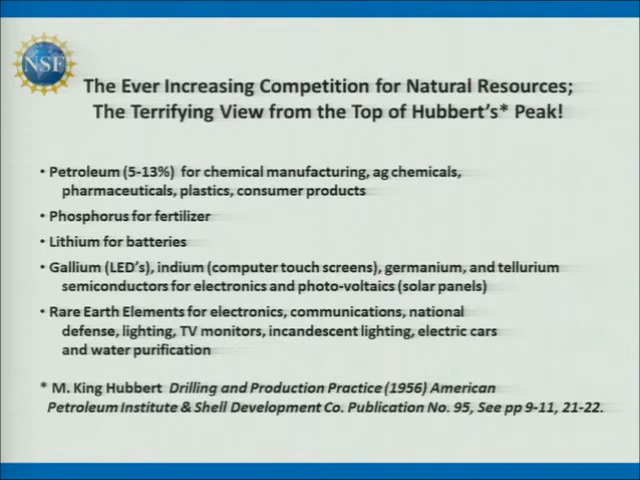 NSF
The Ever Increasing Competition for Natural Resources;
The Terrifying View from the Top of Hubbert's* Peak!
• Petroleum (5-13%) for chemical manufacturing, ag chemicals,
pharmaceuticals, plastics, consumer products
• Phosphorus for fertilizer
• Lithium for batteries
• Gallium (LED's), indium (computer touch screens), germanium, and tellurium
semiconductors for electronics and photo-voltaics (solar panels)
• Rare Earth Elements for electronics, communications, national
defense, lighting, TV monitors, incandescent lighting, electric cars
and water purification
* M. King Hubbert Drilling and Production Practice (1956) American
Petroleum Institute & Shell Development Co. Publication No. 95, See pp 9-11, 21-22.